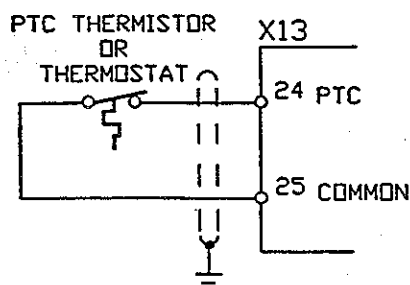 PTC THERMISTOR
OR
THERMOSTAT
X13
24 PTC
25 COMMON